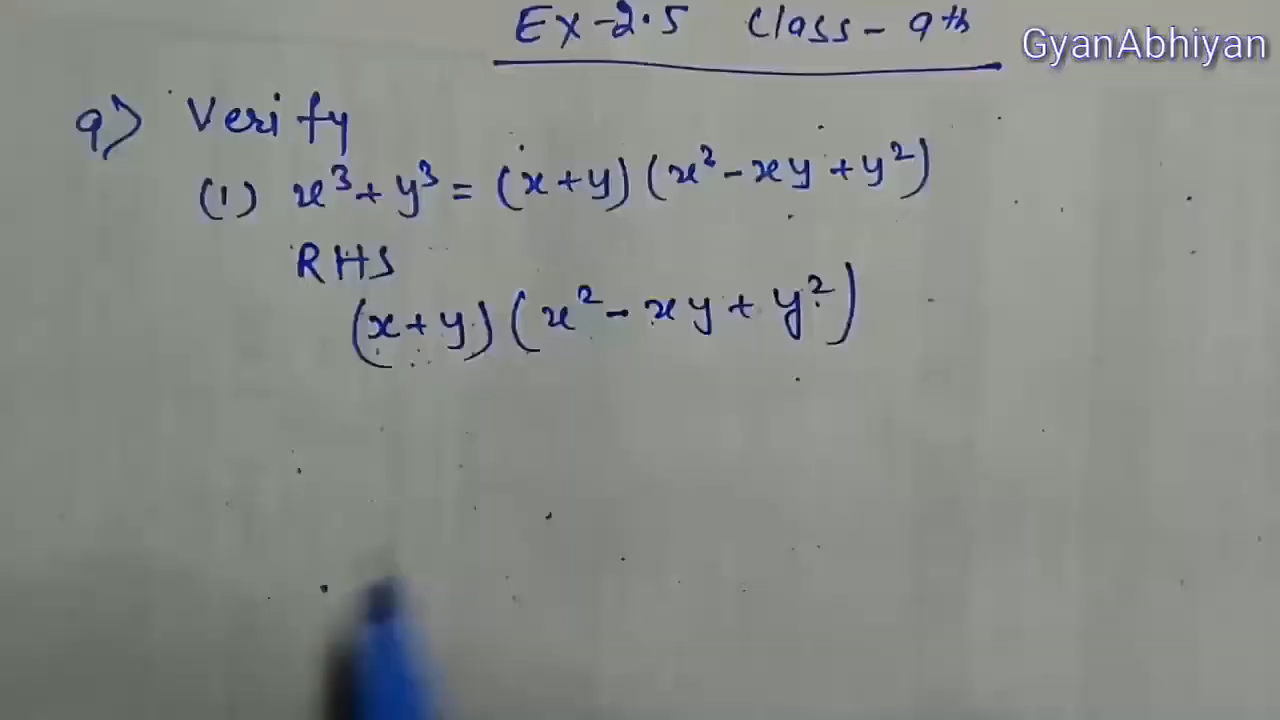 Ex-2.5 Class-9th
GyanAbhiyan
9) Verify
(1) x³+y³ = (x+y)(x²-xy+y²)
RHS
(x+y)(x²-xy+y²)